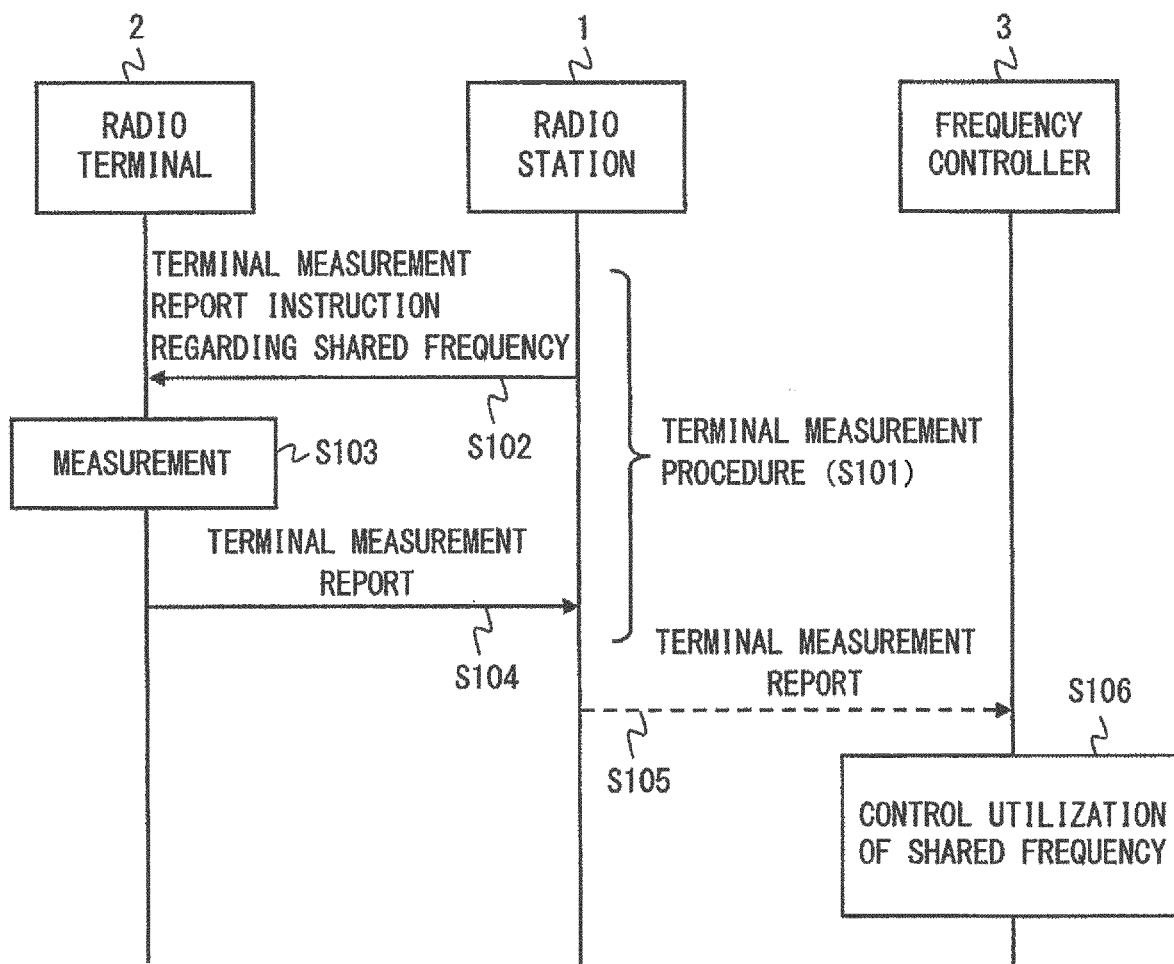 2
1
3
RADIO
TERMINAL
RADIO
STATION
FREQUENCY
CONTROLLER
TERMINAL MEASUREMENT
REPORT INSTRUCTION
REGARDING SHARED FREQUENCY
S102
MEASUREMENT
S103
TERMINAL MEASUREMENT
PROCEDURE (S101)
TERMINAL MEASUREMENT
REPORT
S104
TERMINAL MEASUREMENT
REPORT
S105
S106
CONTROL UTILIZATION
OF SHARED FREQUENCY